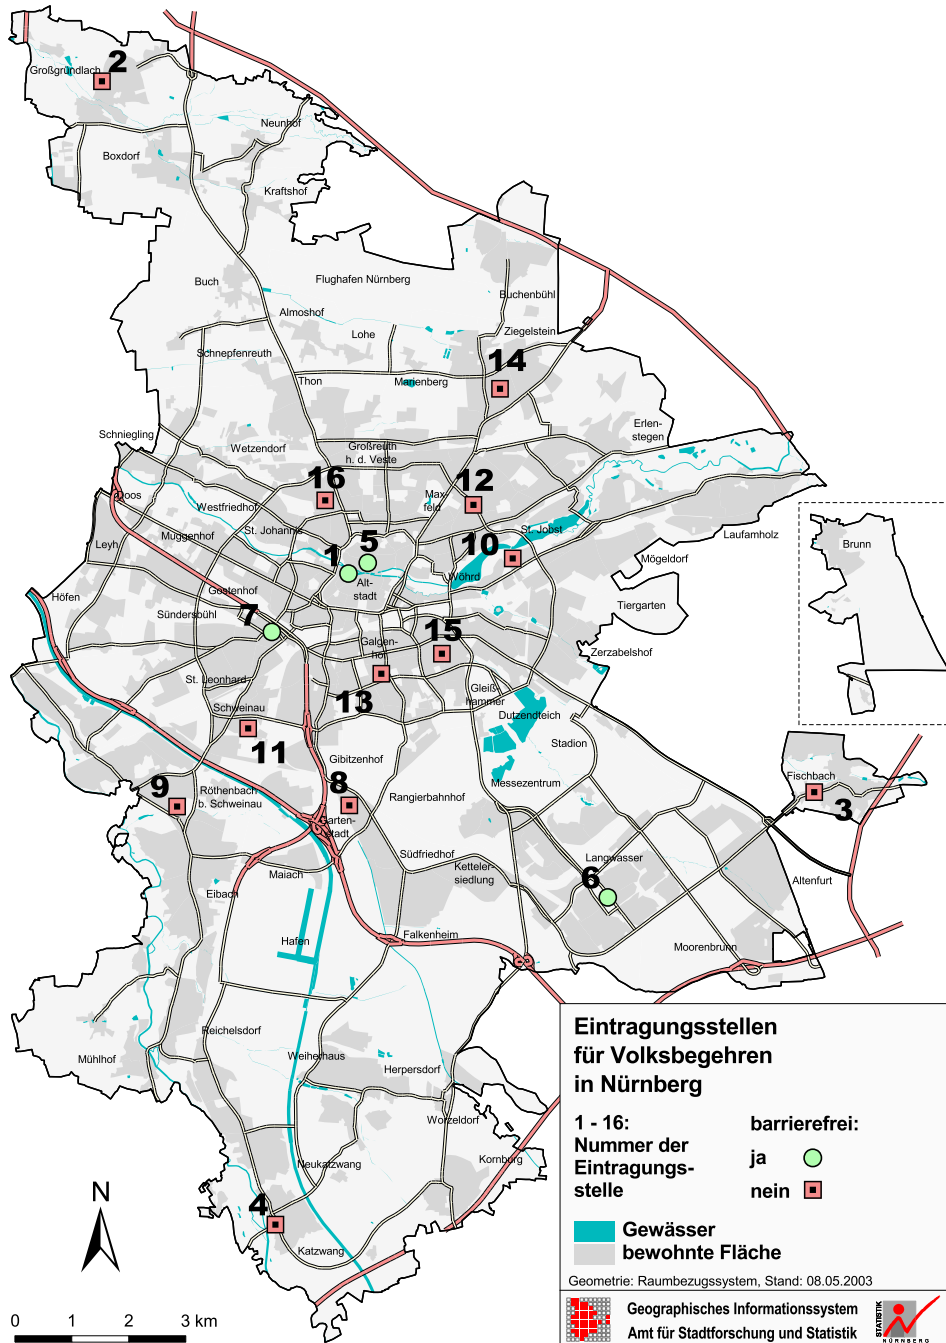 2
Großgründlach
Neunhof
Boxdorf
Kraftshof
Buch
Flughafen Nürnberg
Buchenbühl
Almoshof
Lohe
Ziegelstein
Schnepfenreuth
14
Thon
Marienberg
Erlen-
stegen
Schniegling
Wetzendorf
Großreuth
h. d. Veste
16
12
Doos
Westfriedhof
Max
feld
St. Johannis
St. Jobst
Muggenhof
Laufamholz
Leyh
1
5
10
Mögeldorf
Brunn
Wöhrd
Alt-
stadt
Gostenhof
Höfen
Sündersbühl
7
Tiergarten
15
Galgen-
hof
Zerzabelshof
St. Leonhard
Gleiß-
hammer
13
Schweinau
Dutzendteich
11
Stadion
Gibitzenhof
9
8
Röthenbach
b. Schweinau
Rangierbahnhof
Messezentrum
Fischbach
3
Garten-
stadt
Südfriedhof
Langwasser
Ketteler-
siedlung
6
Maiach
Eibach
Altenfurt
Hafen
Falkenheim
Moorenbrunn
Reichelsdorf
Weiherhaus
Mühlhof
Herpersdorf
Worzeldorf
Neukatzwang
Kornburg
4
Katzwang
N
0 1 2 3 km
Eintragungsstellen
für Volksbegehren
in Nürnberg
1 - 16:
Nummer der
Eintragungs-
stelle
barrierefrei:
ja
nein
Gewässer
bewohnte Fläche
Geometrie: Raumbezugssystem, Stand: 08.05.2003
Geographisches Informationssystem
Amt für Stadtforschung und Statistik
STATISTIK
NÜRNBERG